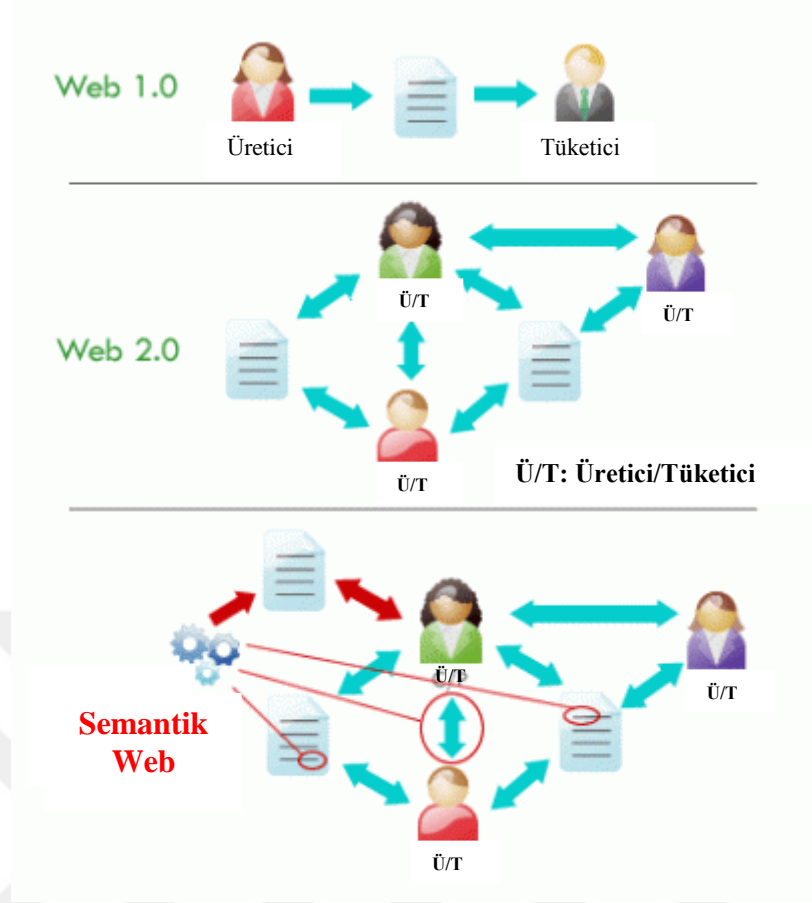 Web 1.0
Üretici
Tüketici
Ü/T
Ü/T
Web 2.0
Ü/T: Üretici/Tüketici
Ü/T
Ü/T
Ü/T
Semantik
Web
Ü/T